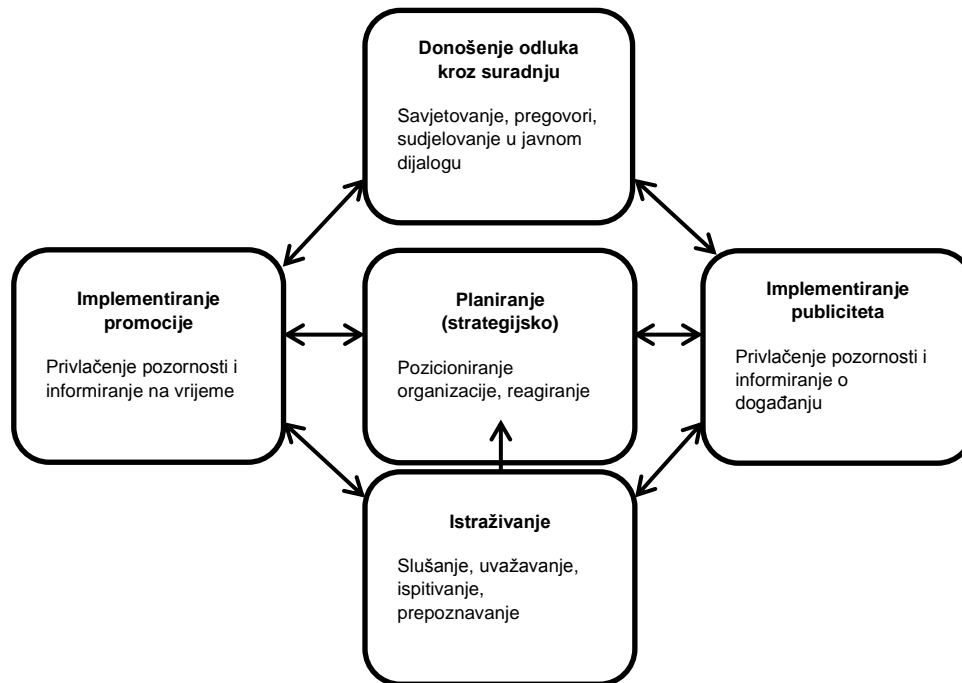 Donošenje odluka
kroz suradnju
Savjetovanje, pregovori,
sudjelovanje u javnom
dijalogu
Implementiranje
promocije
Privlačenje pozornosti i
informiranje na vrijeme
Planiranje
(strategijsko)
Pozicioniranje
organizacije, reagiranje
Implementiranje
publiciteta
Privlačenje pozornosti i
informiranje o
događanju
Istraživanje
Slušanje, uvažavanje,
ispitivanje,
prepoznavanje